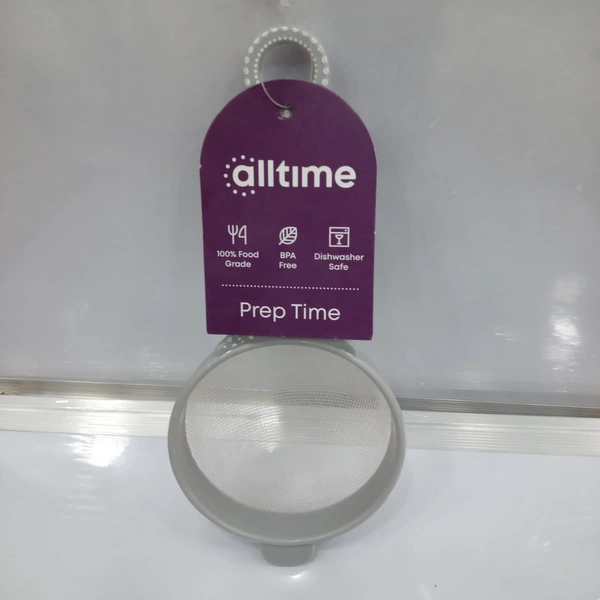 alltime
100% Food
Grade
BPA
Free
Dishwasher
Safe
Prep Time